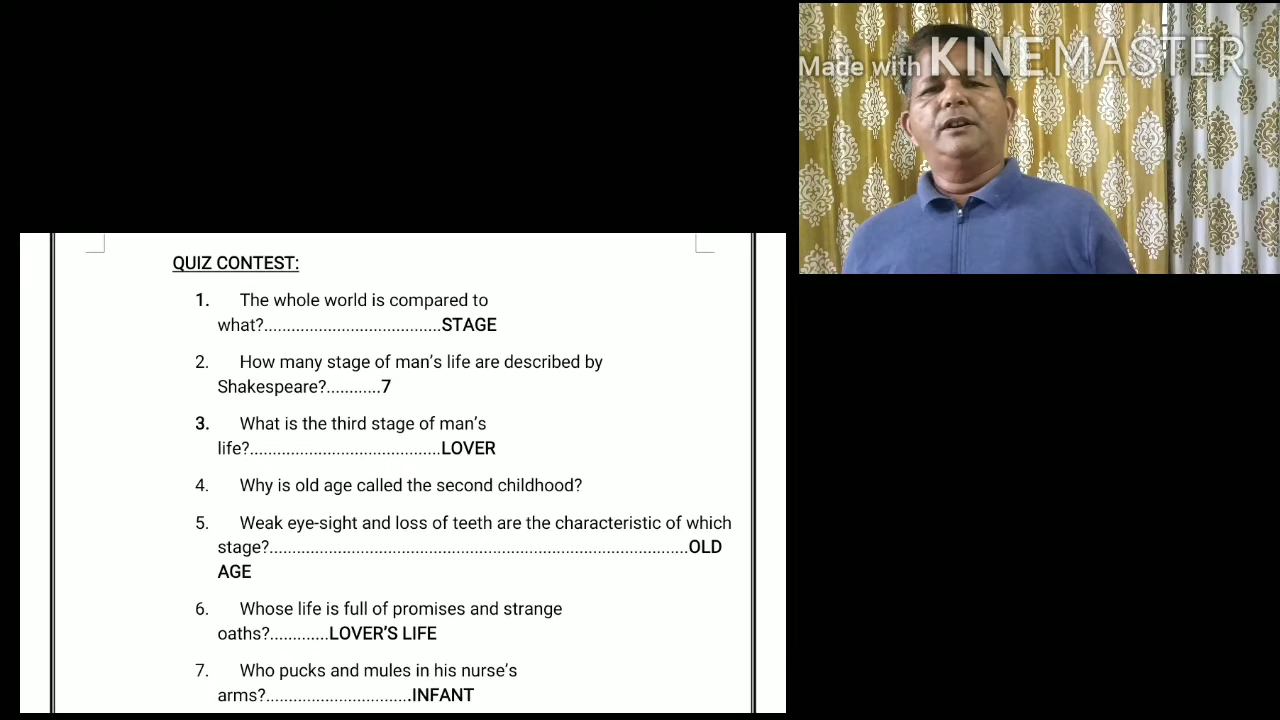 Made with KINEMASTER
QUIZ CONTEST:
1. The whole world is compared to
what?.......................................STAGE
2. How many stage of man's life are described by
Shakespeare?............7
3. What is the third stage of man's
life?..........................................LOVER
4. Why is old age called the second childhood?
5. Weak eye-sight and loss of teeth are the characteristic of which
stage?............................................................................................OLD
AGE
6. Whose life is full of promises and strange
oaths?.............LOVER'S LIFE
7. Who pucks and mules in his nurse's
arms?................................INFANT